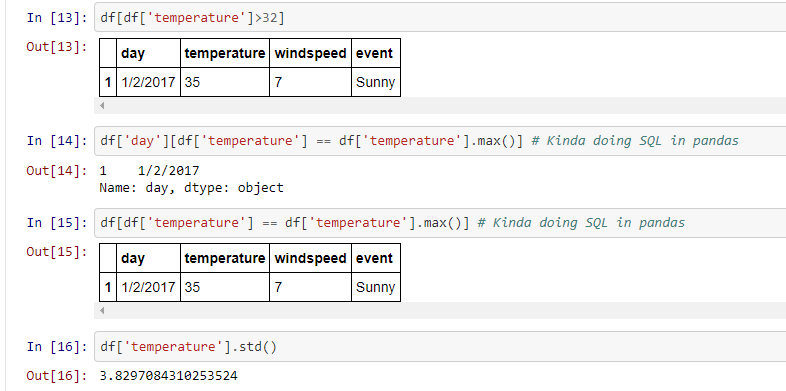 In [13]: df[df['temperature']>32]
Out[13]:
day temperature windspeed event
1 1/2/2017 35 7 Sunny
In [14]: df['day'][df['temperature'] == df['temperature'].max()] # Kinda doing SQL in pandas
Out[14]: 1    1/2/2017
Name: day, dtype: object
In [15]: df[df['temperature'] == df['temperature'].max()] # Kinda doing SQL in pandas
Out[15]:
day temperature windspeed event
1 1/2/2017 35 7 Sunny
In [16]: df['temperature'].std()
Out[16]: 3.8297084310253524